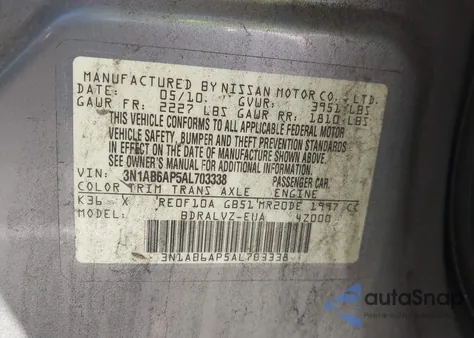 MANUFACTURED BY NISSAN MOTOR CO., LTD.
DATE: 05/10 GVWR: 3951 LBS
GAWR FR: 2227 LBS GAWR RR: 1810 LBS
THIS VEHICLE CONFORMS TO ALL APPLICABLE FEDERAL MOTOR
VEHICLE SAFETY, BUMPER AND THEFT PREVENTION STANDARDS
IN EFFECT ON THE DATE OF MANUFACTURE SHOWN ABOVE.
SEE OWNER'S MANUAL FOR ADDITIONAL INFORMATION.
VIN: 3N1AB6AP5AL703338 PASSENGER CAR.
COLOR TRIM TRANS AXLE ENGINE
K36 X RE0F10A GB51 MR20DE 1997 CC
MODEL: BDRALVZ-EUA 4Z000
3N1AB6AP5AL703338
autoSnap